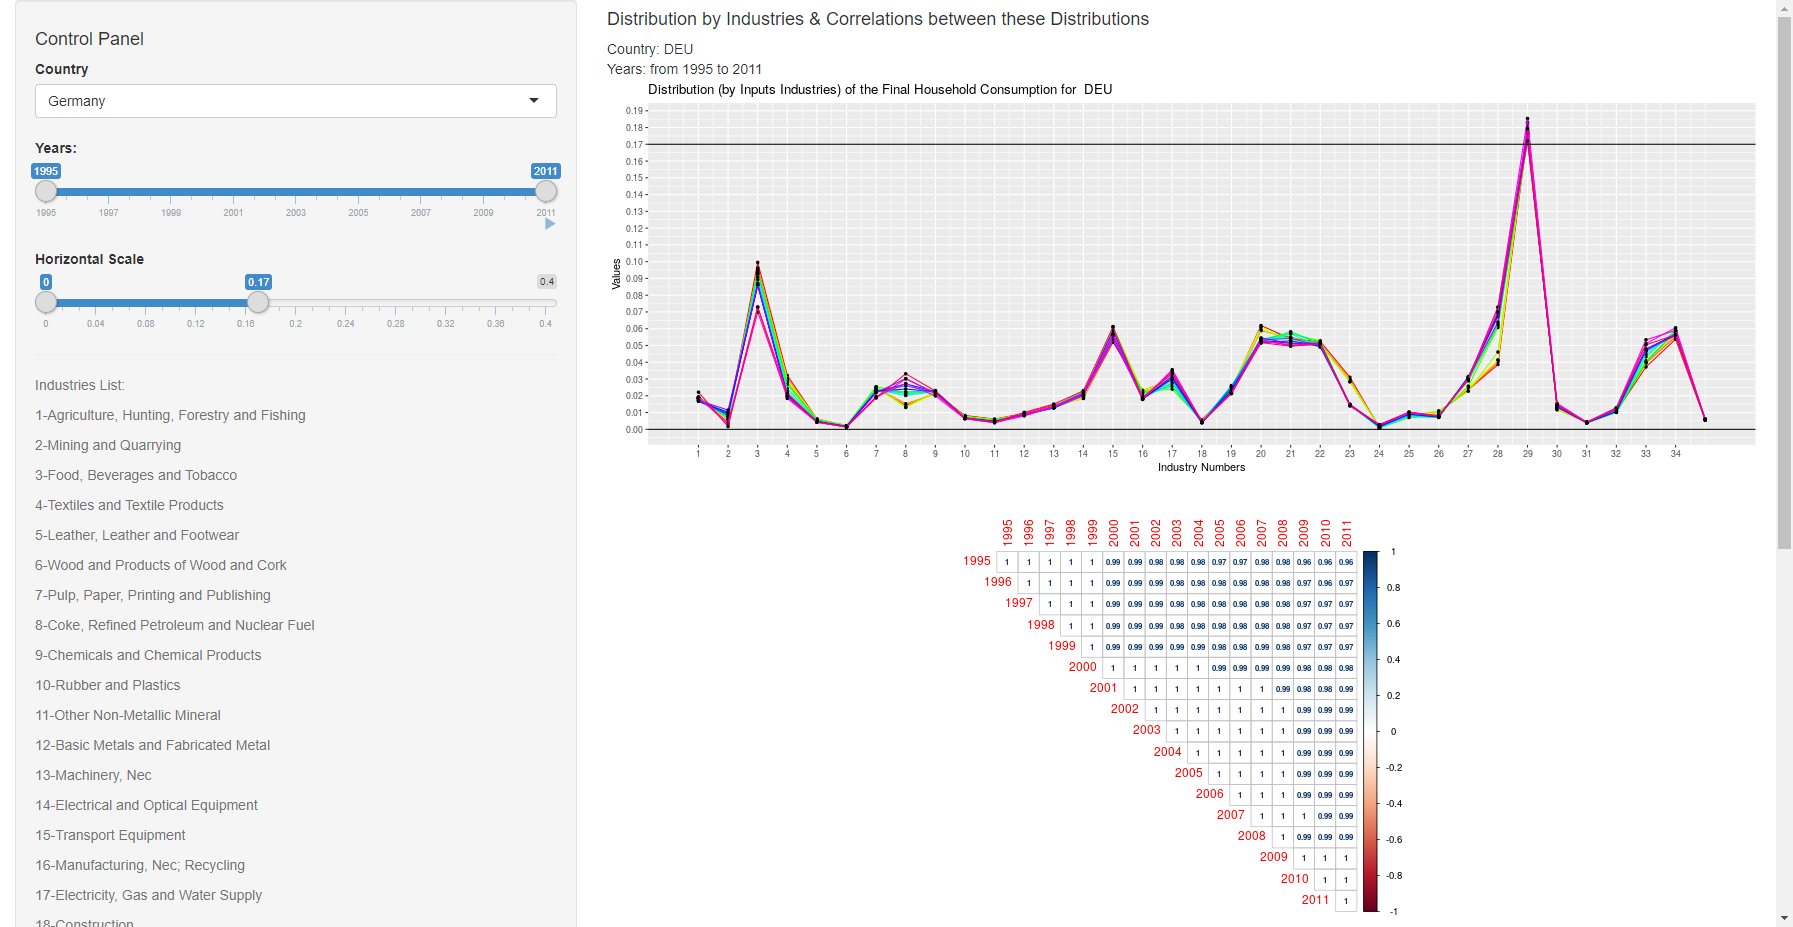 Control Panel
Country
Germany
Years:
1995 2011
1995 1997 1999 2001 2003 2005 2007 2009 2011
Horizontal Scale
0 0.17 0.4
0 0.04 0.08 0.12 0.16 0.2 0.24 0.28 0.32 0.36 0.4
Industries List:
1-Agriculture, Hunting, Forestry and Fishing
2-Mining and Quarrying
3-Food, Beverages and Tobacco
4-Textiles and Textile Products
5-Leather, Leather and Footwear
6-Wood and Products of Wood and Cork
7-Pulp, Paper, Printing and Publishing
8-Coke, Refined Petroleum and Nuclear Fuel
9-Chemicals and Chemical Products
10-Rubber and Plastics
11-Other Non-Metallic Mineral
12-Basic Metals and Fabricated Metal
13-Machinery, Nec
14-Electrical and Optical Equipment
15-Transport Equipment
16-Manufacturing, Nec; Recycling
17-Electricity, Gas and Water Supply
18-Construction
Distribution by Industries & Correlations between these Distributions
Country: DEU
Years: from 1995 to 2011
Distribution (by Inputs Industries) of the Final Household Consumption for DEU
0.19
0.18
0.17
0.16
0.15
0.14
0.13
0.12
0.11
0.10
0.09
0.08
0.07
0.06
0.05
0.04
0.03
0.02
0.01
0.00
Values
1 2 3 4 5 6 7 8 9 10 11 12 13 14 15 16 17 18 19 20 21 22 23 24 25 26 27 28 29 30 31 32 33 34
Industry Numbers
1995 1996 1997 1998 1999 2000 2001 2002 2003 2004 2005 2006 2007 2008 2009 2010 2011
1995 1 1 1 1 1 0.99 0.99 0.98 0.98 0.98 0.97 0.97 0.98 0.98 0.96 0.96 0.96
1996 1 1 1 1 0.99 0.99 0.99 0.98 0.98 0.98 0.98 0.98 0.98 0.97 0.96 0.97
1997 1 1 1 0.99 0.99 0.99 0.98 0.98 0.98 0.98 0.98 0.98 0.97 0.97 0.97
1998 1 1 0.99 0.99 0.99 0.98 0.98 0.98 0.98 0.98 0.98 0.97 0.97 0.97
1999 1 0.99 0.99 0.99 0.99 0.99 0.98 0.98 0.99 0.98 0.97 0.97 0.97
2000 1 1 1 1 1 0.99 0.99 0.99 0.99 0.98 0.98 0.98
2001 1 1 1 1 1 1 1 0.99 0.98 0.98 0.99
2002 1 1 1 1 1 1 1 0.99 0.99 0.99
2003 1 1 1 1 1 1 0.99 0.99 0.99
2004 1 1 1 1 1 0.99 0.99 0.99
2005 1 1 1 1 0.99 0.99 0.99
2006 1 1 1 0.99 0.99 0.99
2007 1 1 1 0.99 0.99
2008 1 0.99 0.99 0.99
2009 1 1 1
2010 1 1
2011 1
1
0.8
0.6
0.4
0.2
0
-0.2
-0.4
-0.6
-0.8
-1